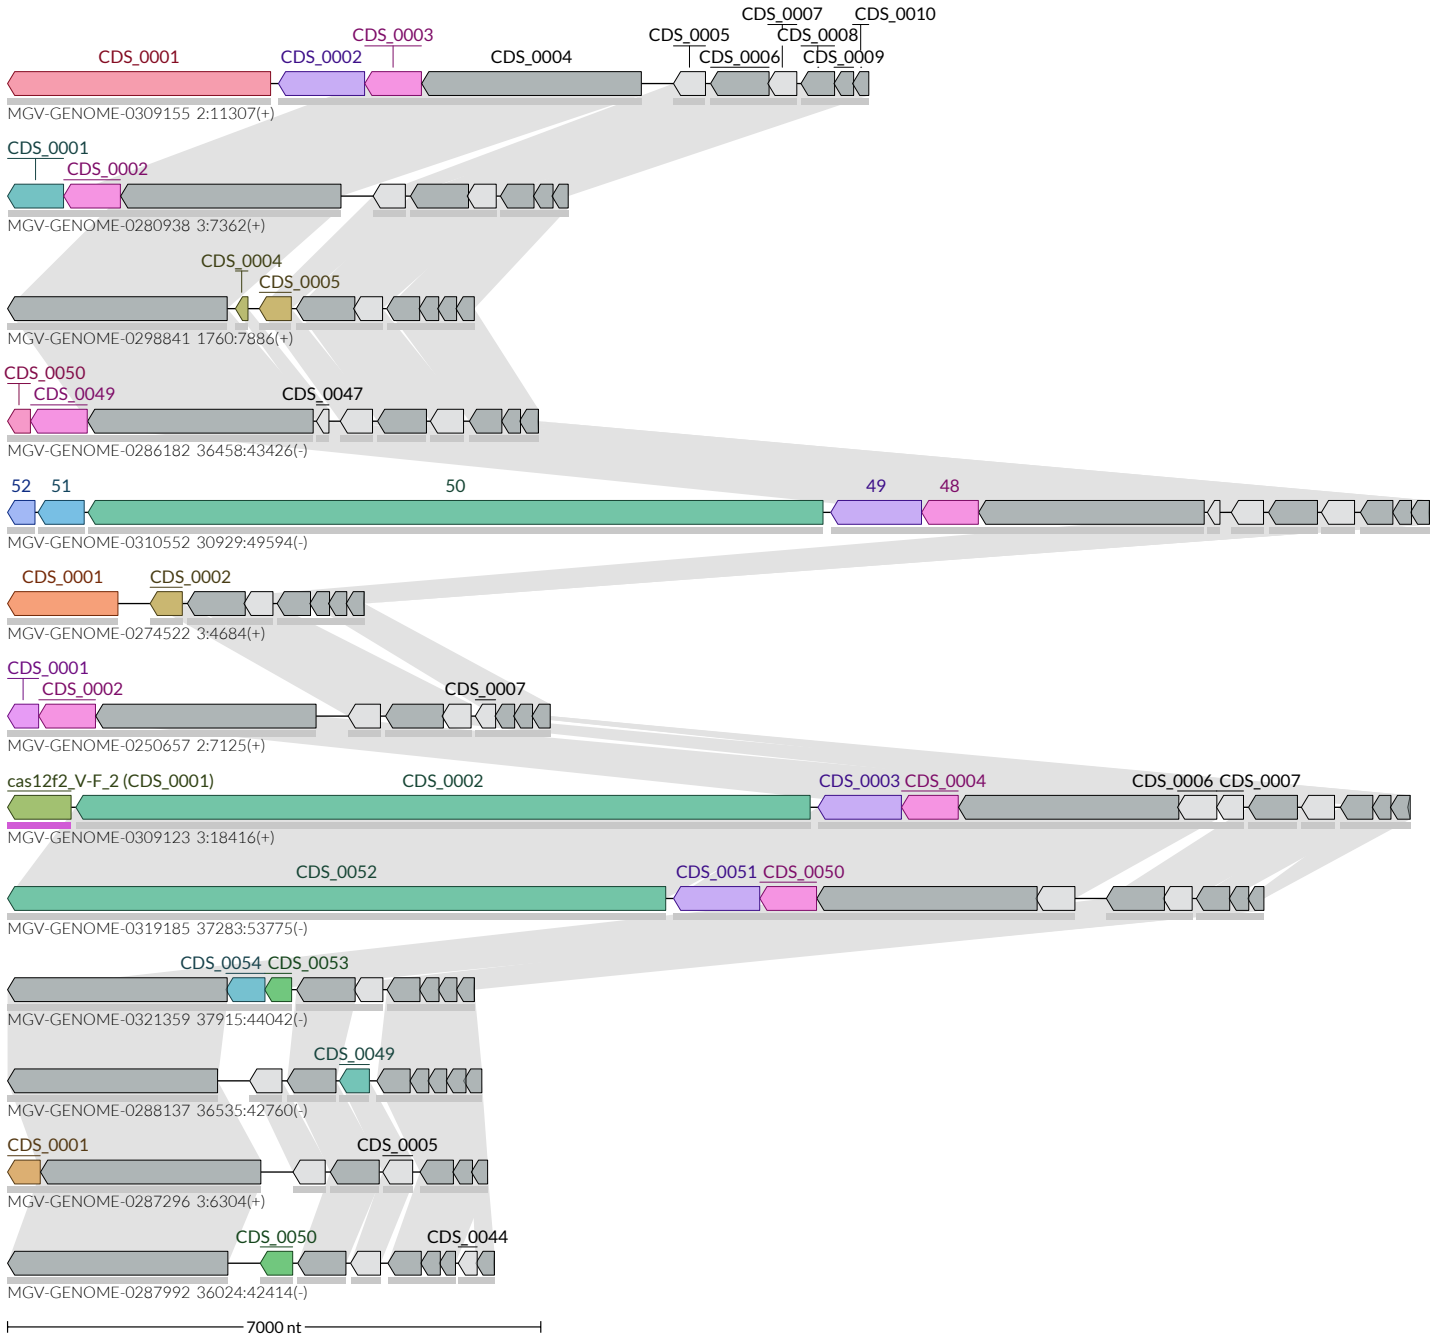 CDS_0007 CDS_0010
CDS_0003 CDS_0005 CDS_0008
CDS_0001 CDS_0002 CDS_0004 CDS_0006 CDS_0009
MGV-GENOME-0309155 2:11307(+)
CDS_0001
CDS_0002
MGV-GENOME-0280938 3:7362(+)
CDS_0004
CDS_0005
MGV-GENOME-0298841 1760:7886(+)
CDS_0050
CDS_0049 CDS_0047
MGV-GENOME-0286182 36458:43426(-)
52 51 50 49 48
MGV-GENOME-0310552 30929:49594(-)
CDS_0001 CDS_0002
MGV-GENOME-0274522 3:4684(+)
CDS_0001
CDS_0002 CDS_0007
MGV-GENOME-0250657 2:7125(+)
cas12f2_V-F_2 (CDS_0001) CDS_0002 CDS_0003 CDS_0004 CDS_0006 CDS_0007
MGV-GENOME-0309123 3:18416(+)
CDS_0052 CDS_0051 CDS_0050
MGV-GENOME-0319185 37283:53775(-)
CDS_0054 CDS_0053
MGV-GENOME-0321359 37915:44042(-)
CDS_0049
MGV-GENOME-0288137 36535:42760(-)
CDS_0001 CDS_0005
MGV-GENOME-0287296 3:6304(+)
CDS_0050 CDS_0044
MGV-GENOME-0287992 36024:42414(-)
7000 nt